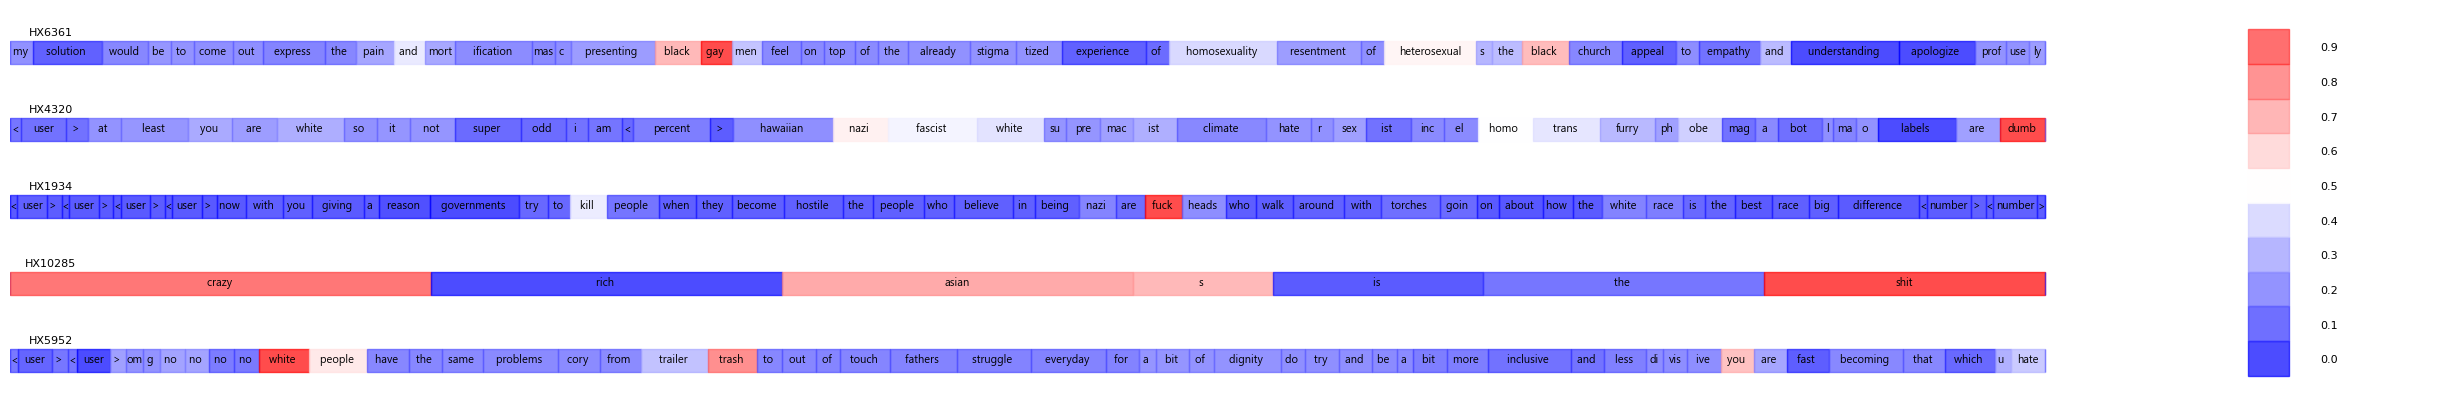 HX6361
my solution would be to come out express the pain and mort ification mas c presenting black gay men feel on top of the already stigma tized experience of homosexuality resentment of heterosexual s the black church appeal to empathy and understanding apologize prof use ly
HX4320
< user > at least you are white so it not super odd i am < percent > hawaiian nazi fascist white su pre mac ist climate hate r sex ist inc el homo trans furry ph obe mag a bot l ma o labels are dumb
HX1934
< user > < user > < user > < user > now with you giving a reason governments try to kill people when they become hostile the people who believe in being nazi are fuck heads who walk around with torches goin on about how the white race is the best race big difference < number > < number >
HX10285
crazy rich asian s is the shit
HX5952
< user > < user > om g no no no no white people have the same problems cory from trailer trash to out of touch fathers struggle everyday for a bit of dignity do try and be a bit more inclusive and less di vis ive you are fast becoming that which u hate
0.9
0.8
0.7
0.6
0.5
0.4
0.3
0.2
0.1
0.0